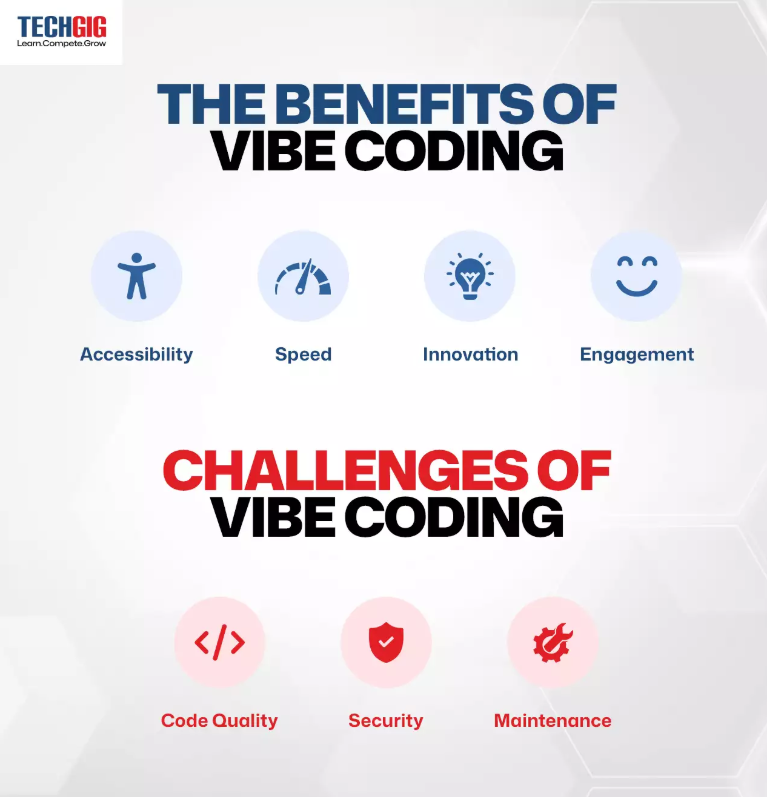 TECHGIG
Learn.Compete.Grow
THE BENEFITS OF
VIBE CODING
Accessibility
Speed
Innovation
Engagement
CHALLENGES OF
VIBE CODING
Code Quality
Security
Maintenance